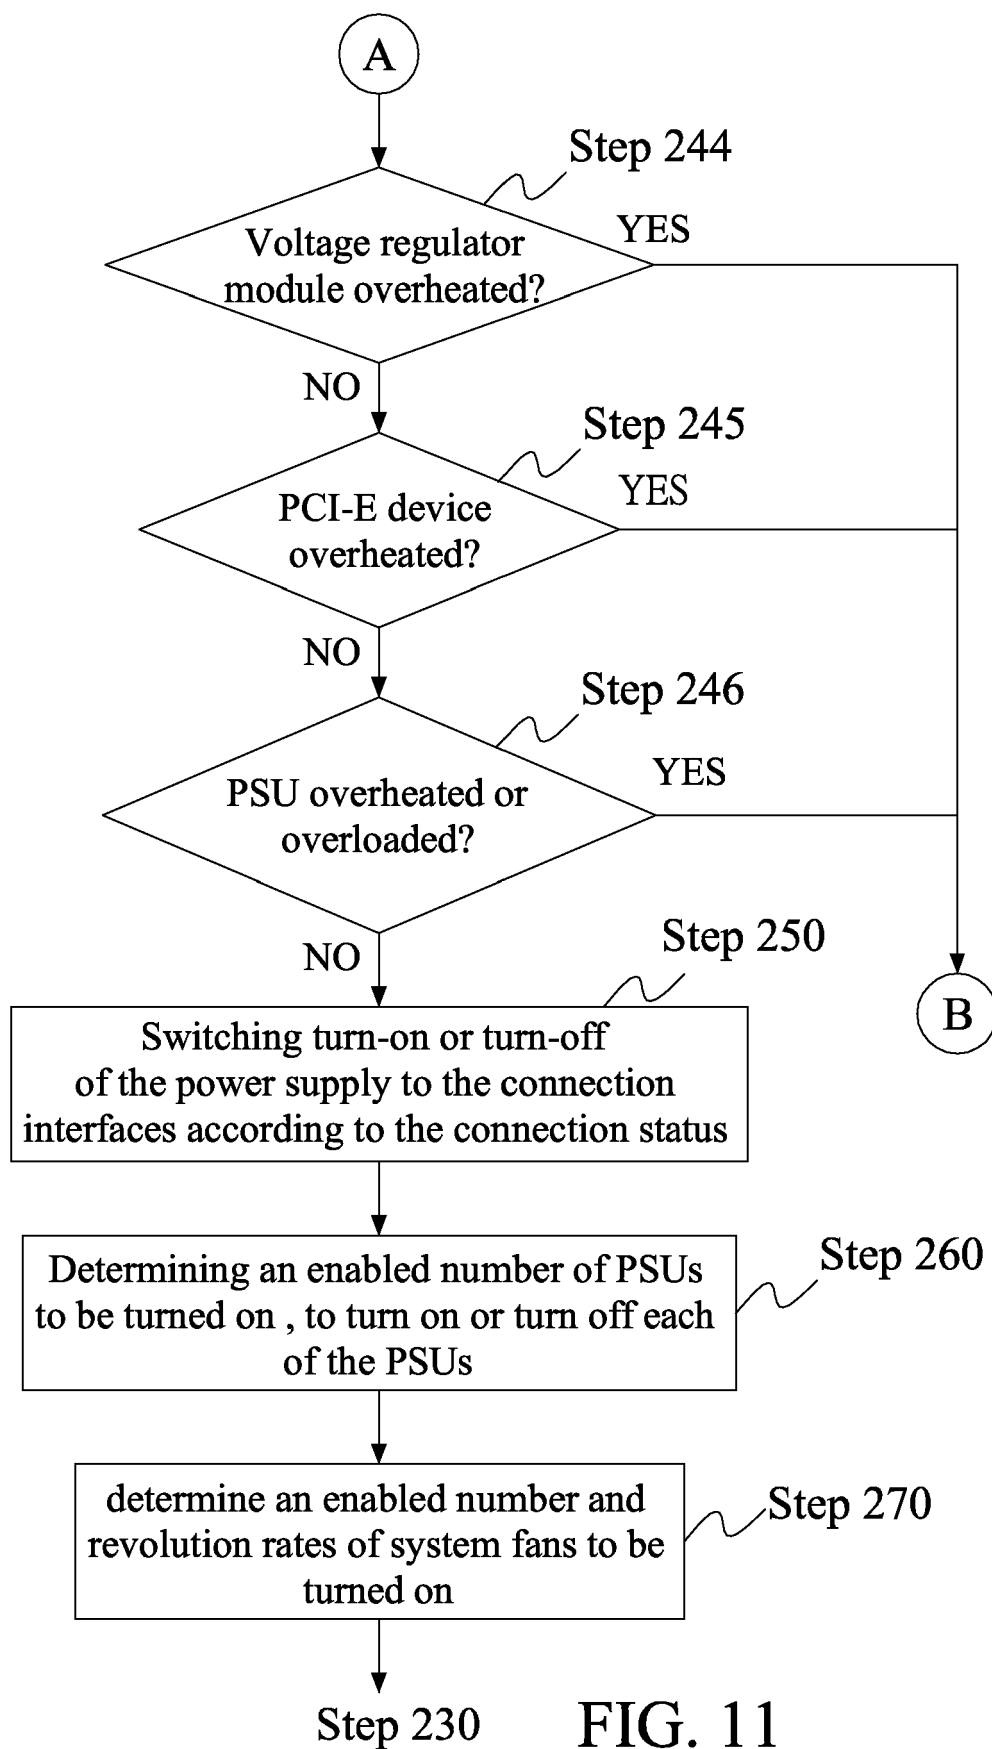 A
Step 244
YES
Voltage regulator
module overheated?
NO
Step 245
YES
PCI-E device
overheated?
NO
Step 246
YES
PSU overheated or
overloaded?
NO
Step 250
B
Switching turn-on or turn-off
of the power supply to the connection
interfaces according to the connection status
Step 260
Determining an enabled number of PSUs
to be turned on , to turn on or turn off each
of the PSUs
Step 270
determine an enabled number and
revolution rates of system fans to be
turned on
Step 230
FIG. 11